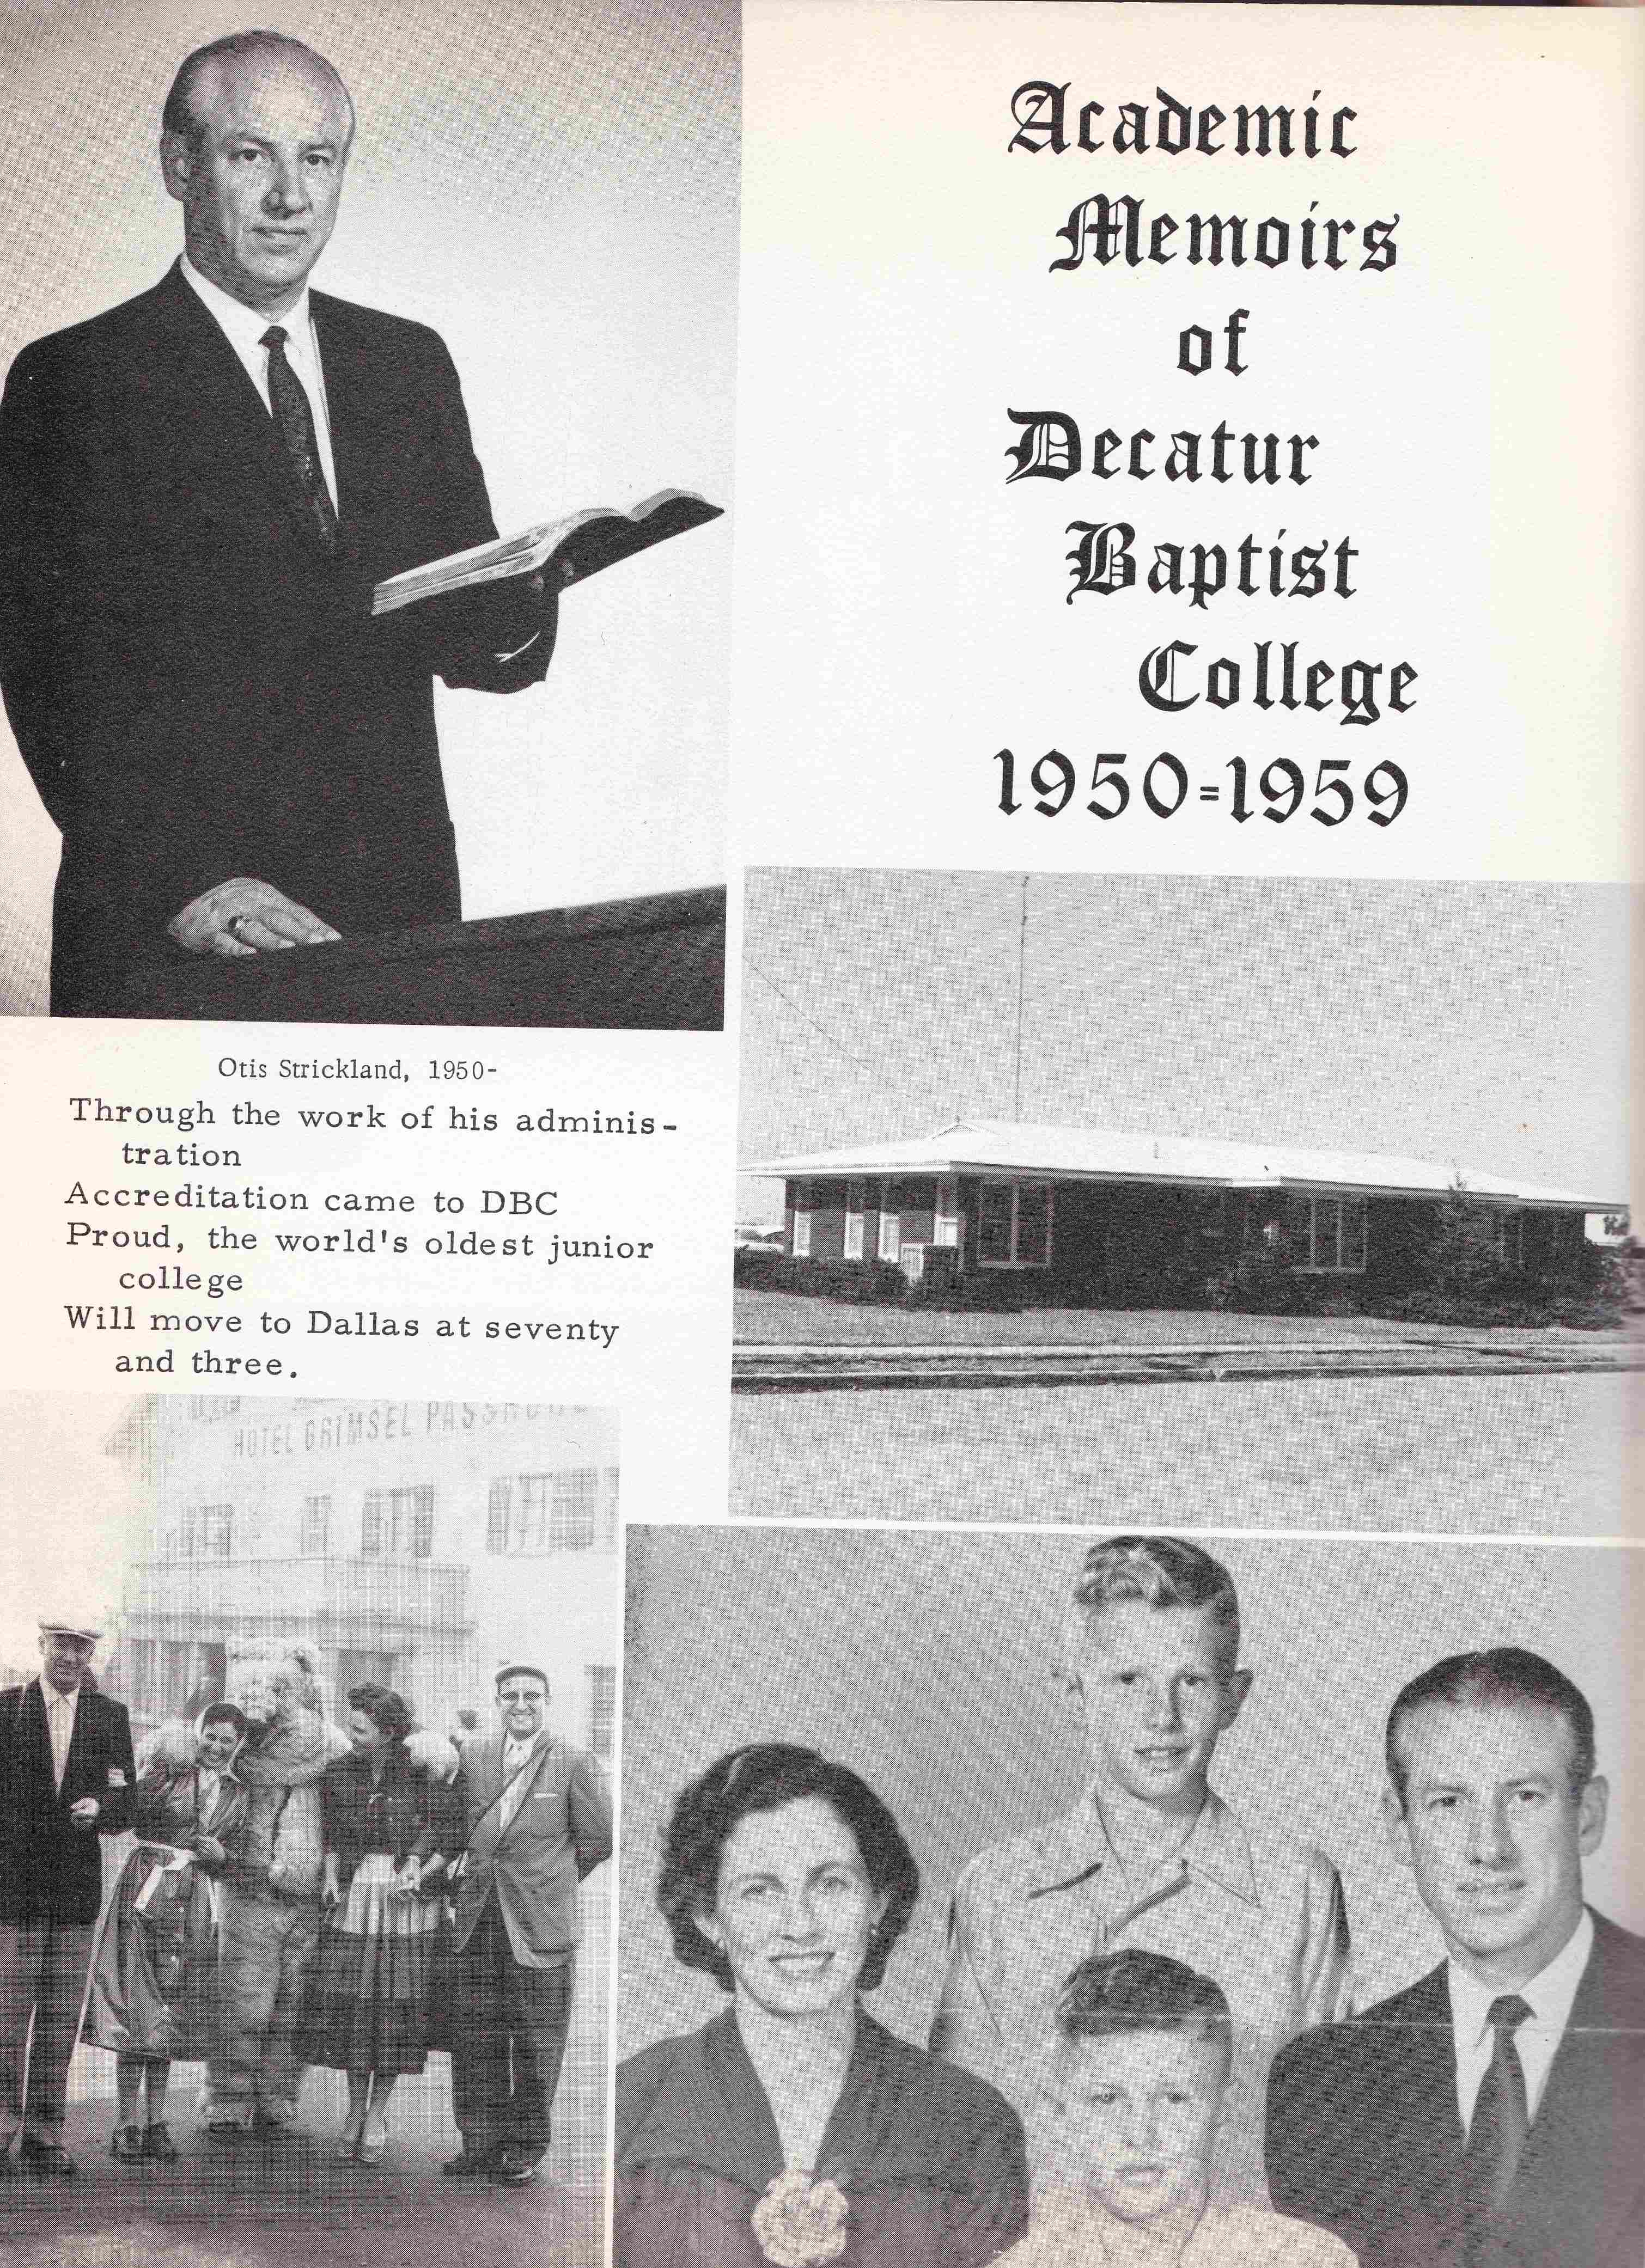 Academic
Memoirs
of
Decatur
Baptist
College
1950=1959
Otis Strickland, 1950-
Through the work of his adminis-
tration
Accreditation came to DBC
Proud, the world's oldest junior
college
Will move to Dallas at seventy
and three.
HOTEL GRIMSEL PASSHÖHE